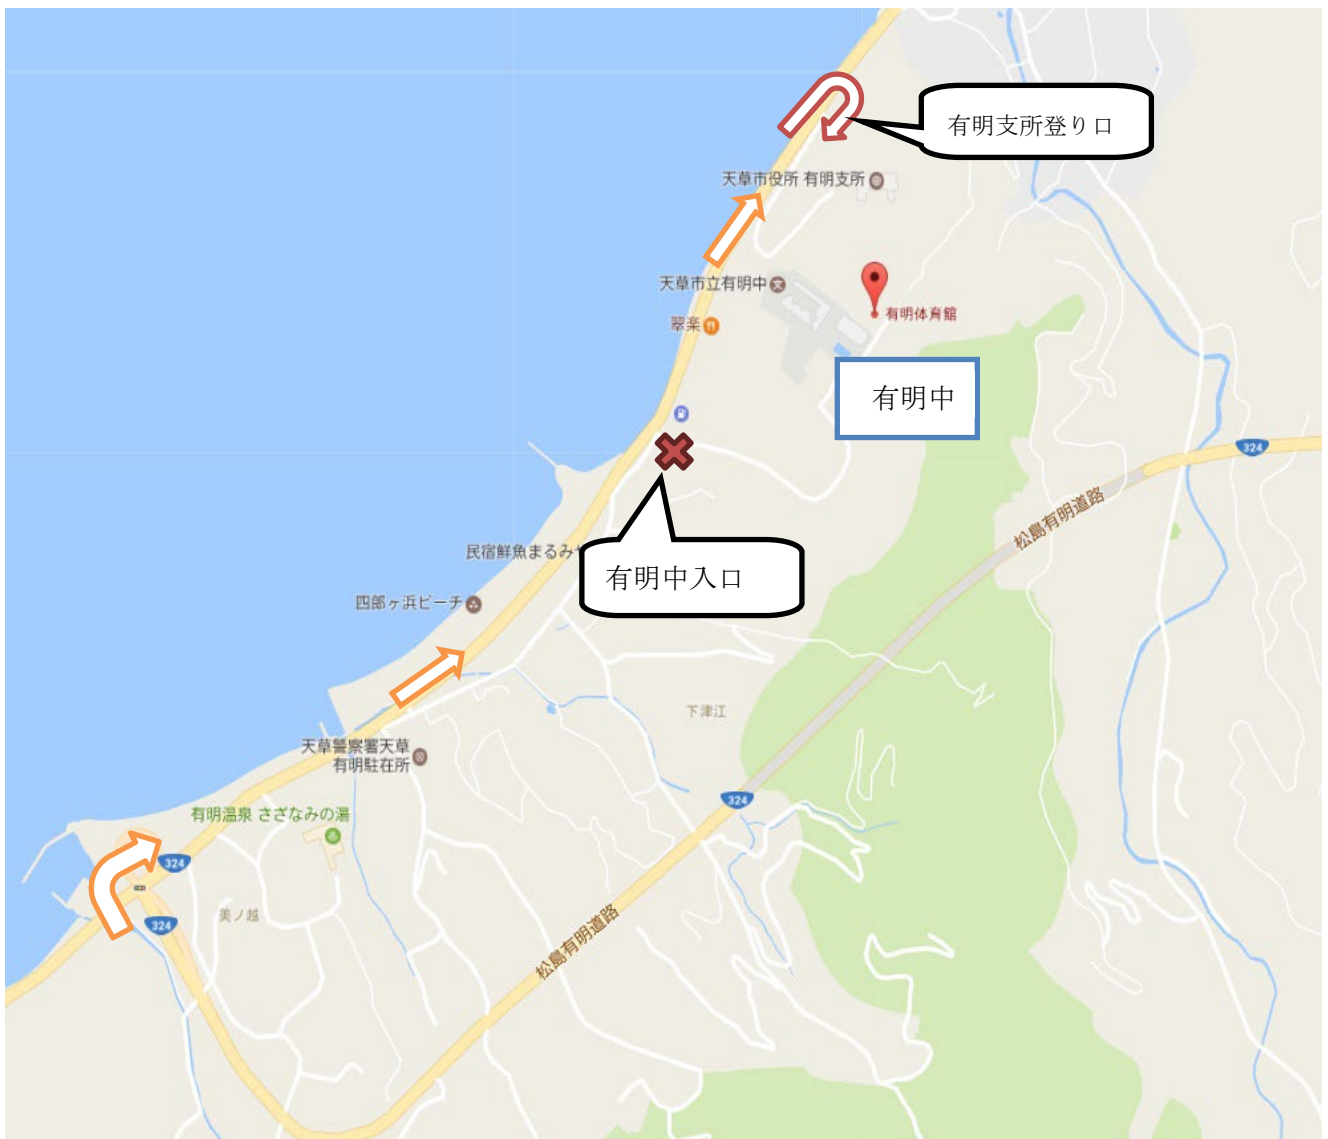 有明支所登り口
天草市役所 有明支所
天草市立有明中
有明体育館
翠楽
有明中
324
松島有明道路
民宿鮮魚まるみ
有明中入口
四郎ヶ浜ビーチ
下津江
天草警察署天草
有明駐在所
324
有明温泉 さざなみの湯
324
美ノ越
324
松島有明道路